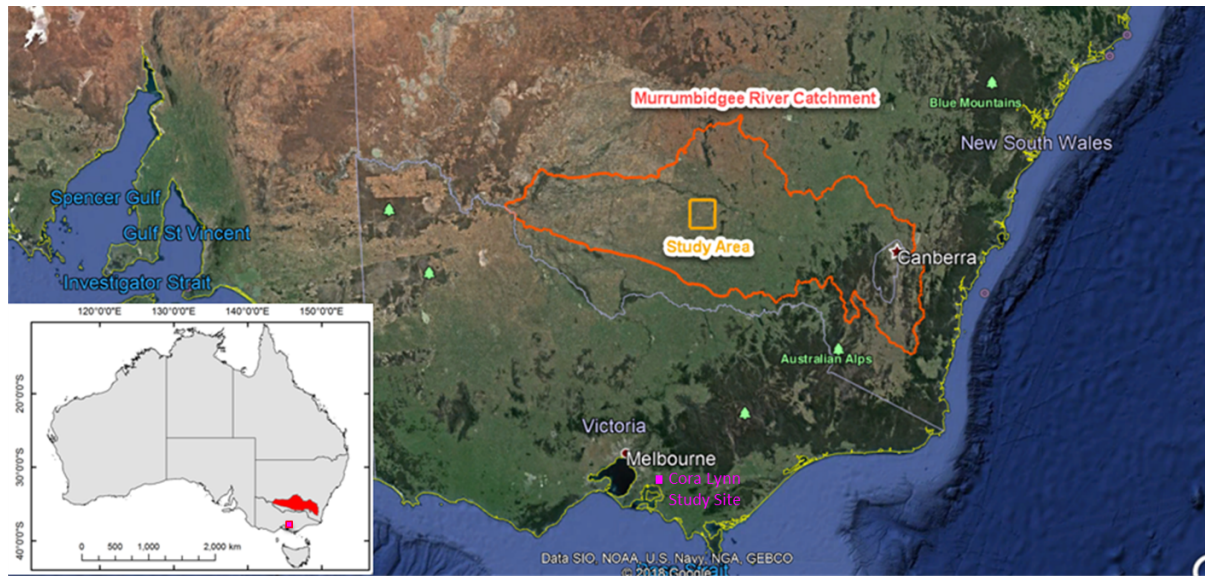 Murrumbidgee River Catchment
Blue Mountains
New South Wales
Spencer Gulf
Gulf St Vincent
Study Area
Canberra
Investigator Strait
Australian Alps
Victoria
Melbourne
Cora Lynn
Study Site
120°0'0"E 130°0'0"E 140°0'0"E 150°0'0"E
20°0'0"S
30°0'0"S
40°0'0"S
0 500 1,000 2,000 km
Data SIO, NOAA, U.S. Navy, NGA, GEBCO
© 2018 Google
Strait